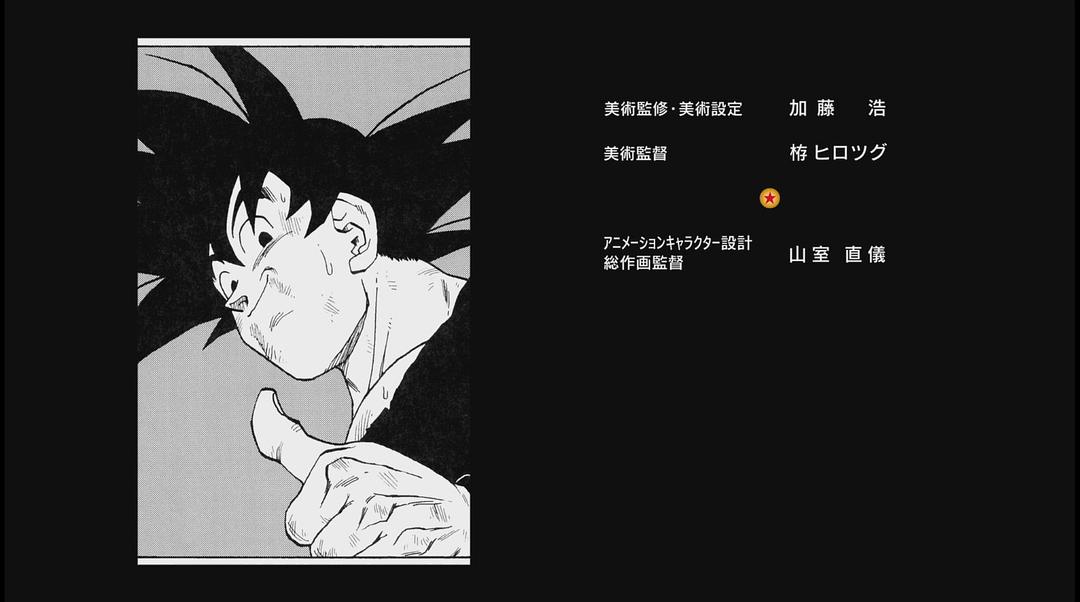 美術監修・美術設定 加藤 浩
美術監督 栫 ヒロツグ
アニメーションキャラクター設計
総作画監督 山室 直儀